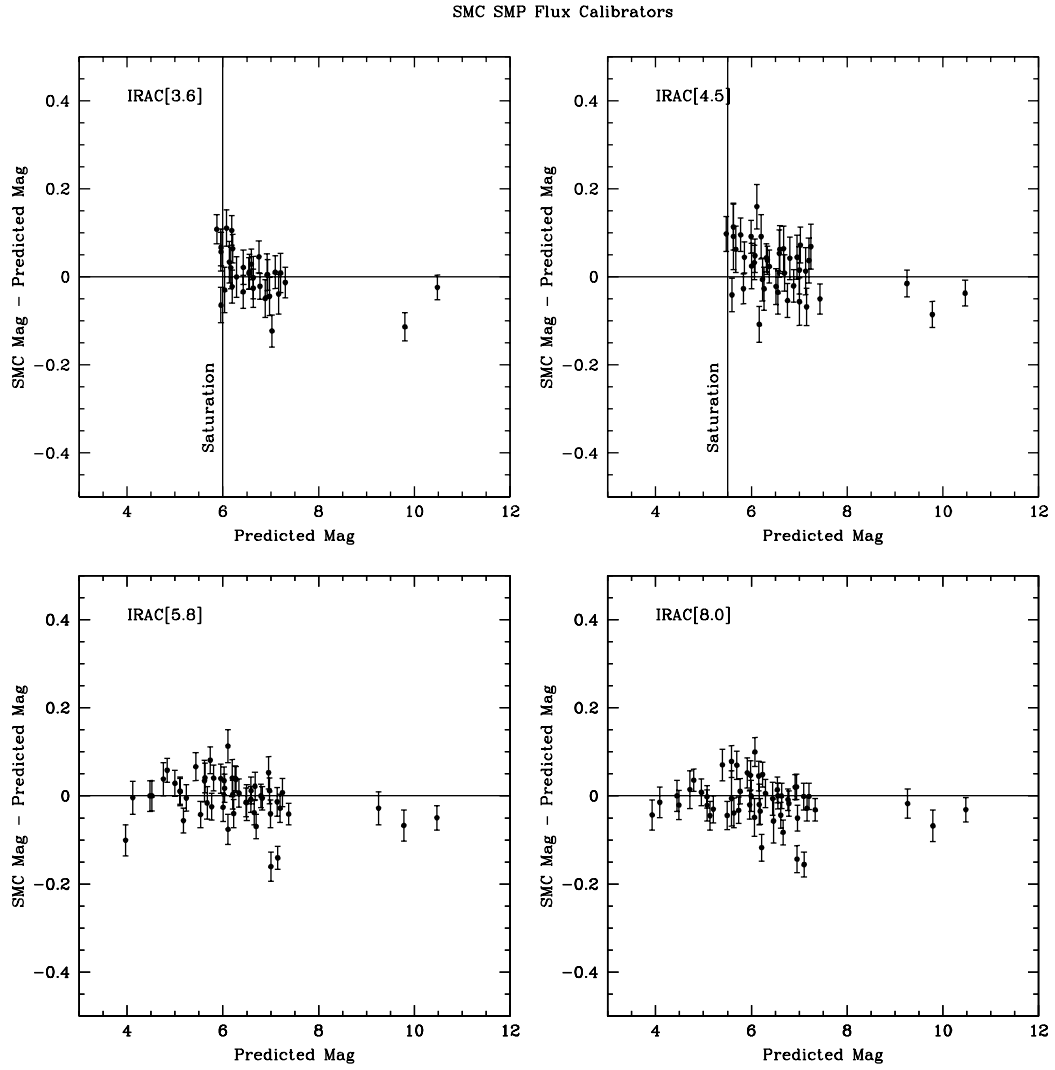 SMC SMP Flux Calibrators
IRAC[3.6]
0.4
0.2
0
−0.2
−0.4
SMC Mag − Predicted Mag
Saturation
4 6 8 10 12
Predicted Mag
IRAC[4.5]
0.4
0.2
0
−0.2
−0.4
SMC Mag − Predicted Mag
Saturation
4 6 8 10 12
Predicted Mag
IRAC[5.8]
0.4
0.2
0
−0.2
−0.4
SMC Mag − Predicted Mag
4 6 8 10 12
Predicted Mag
IRAC[8.0]
0.4
0.2
0
−0.2
−0.4
SMC Mag − Predicted Mag
4 6 8 10 12
Predicted Mag